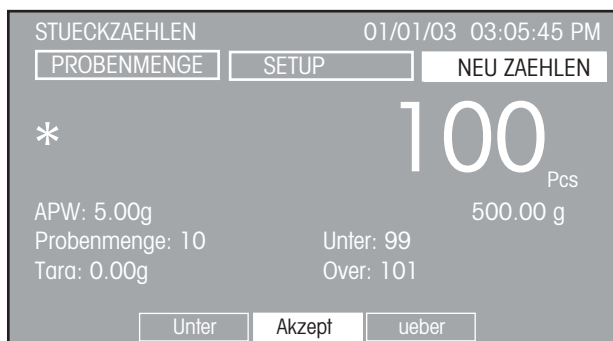 STUECKZAEHLEN 01/01/03 03:05:45 PM
PROBENMENGE SETUP NEU ZAEHLEN
* 100 Pcs
APW: 5.00g 500.00 g
Probenmenge: 10 Unter: 99
Tara: 0.00g Over: 101
Unter Akzept ueber